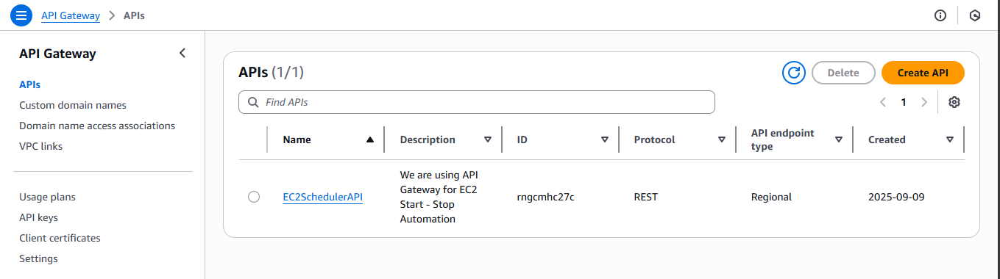 API Gateway > APIs
API Gateway
APIs
Custom domain names
Domain name access associations
VPC links
Usage plans
API keys
Client certificates
Settings
APIs (1/1)
Delete
Create API
Find APIs
1
Name
Description
ID
Protocol
API endpoint
type
Created
EC2SchedulerAPI
We are using API
Gateway for EC2
Start - Stop
Automation
rngcmhc27c
REST
Regional
2025-09-09